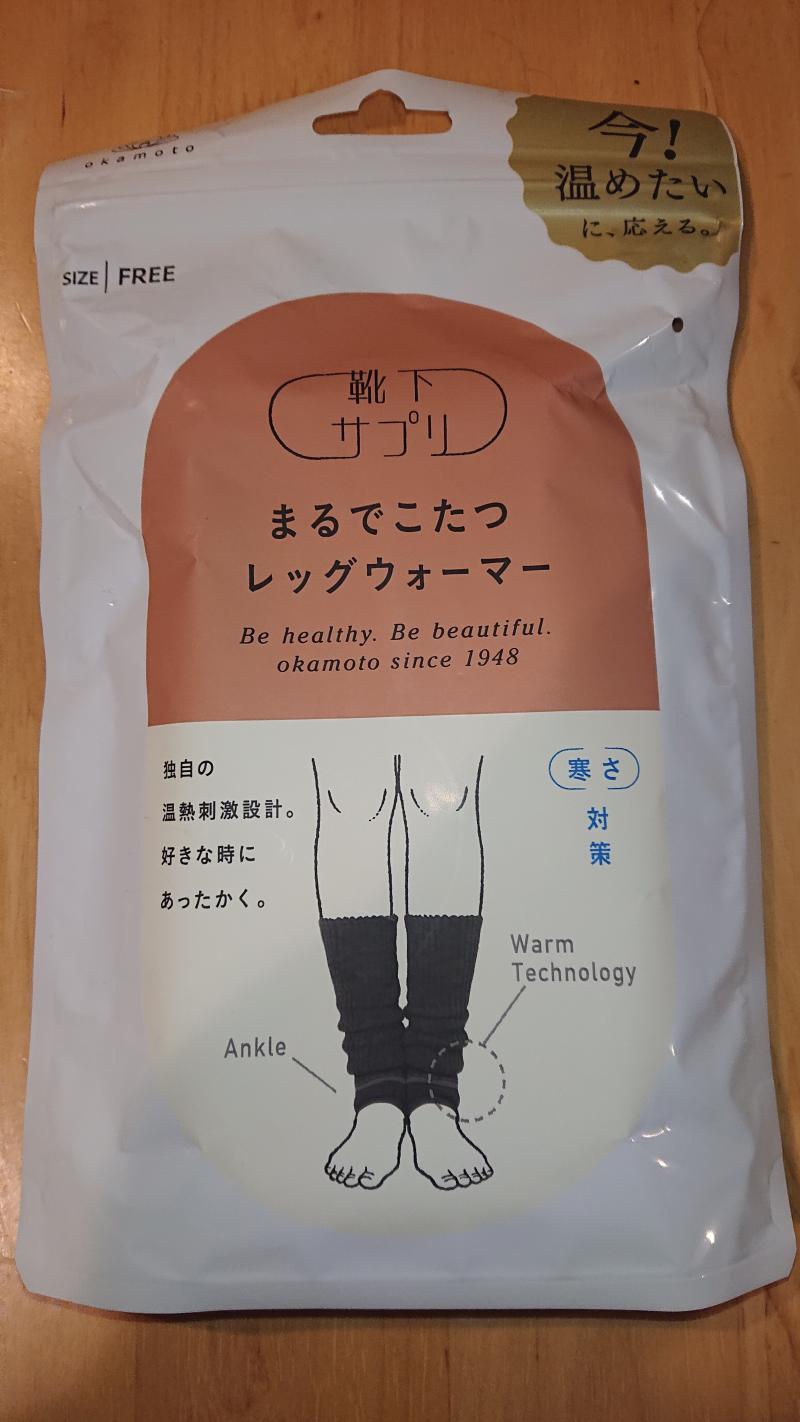 okamoto
今!
温めたい
に、応える。
SIZE | FREE
靴下
サプリ
まるでこたつ
レッグウォーマー
Be healthy. Be beautiful.
okamoto since 1948
独自の
温熱刺激設計。
好きな時に
あったかく。
寒さ
対
策
Warm
Technology
Ankle